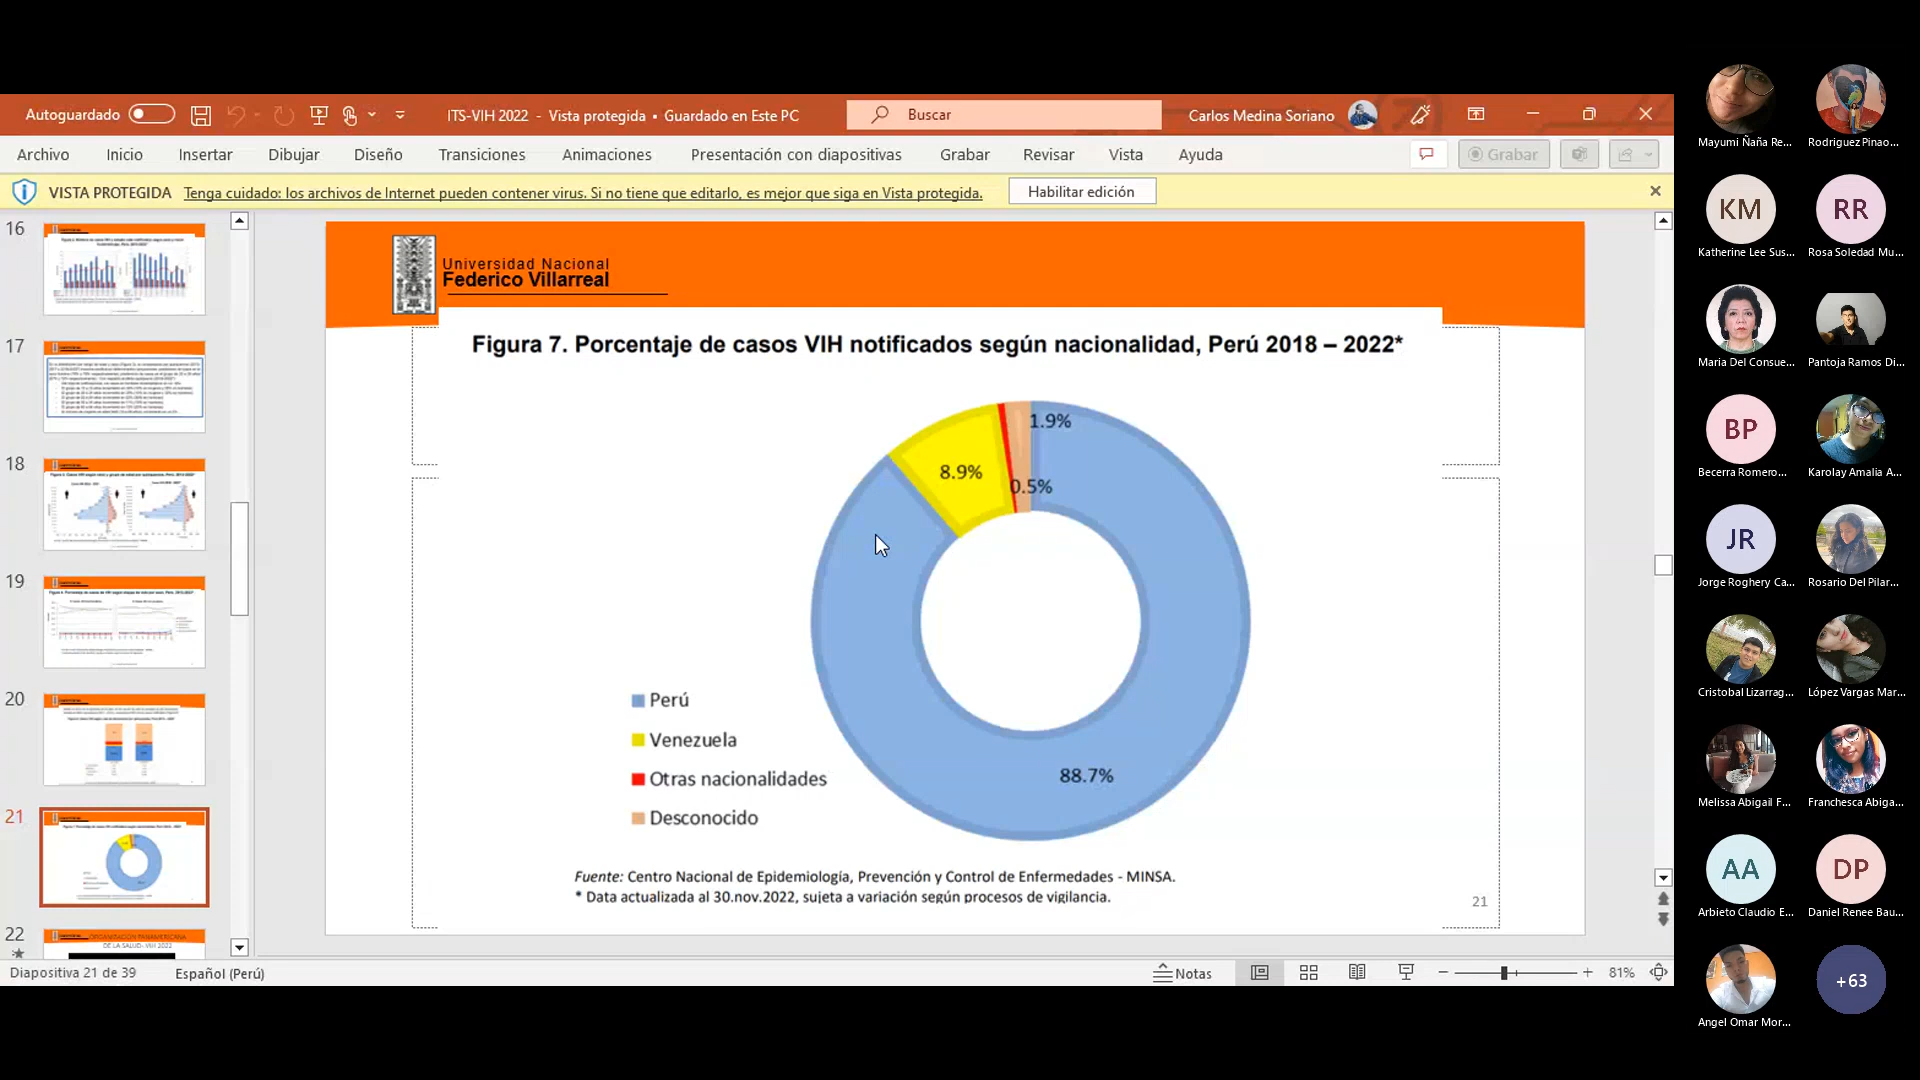 Autoguardado
ITS-VIH 2022 - Vista protegida • Guardado en Este PC
Buscar
Carlos Medina Soriano
Archivo
Inicio
Insertar
Dibujar
Diseño
Transiciones
Animaciones
Presentación con diapositivas
Grabar
Revisar
Vista
Ayuda
Grabar
VISTA PROTEGIDA
Tenga cuidado: los archivos de Internet pueden contener virus. Si no tiene que editarlo, es mejor que siga en Vista protegida.
Habilitar edición
16
17
18
19
20
21
22
ORGANIZACIÓN PANAMERICANA
DE LA SALUD- VIH 2022
Universidad Nacional
Federico Villarreal
Figura 7. Porcentaje de casos VIH notificados según nacionalidad, Perú 2018 – 2022*
1.9%
8.9%
0.5%
88.7%
Perú
Venezuela
Otras nacionalidades
Desconocido
Fuente: Centro Nacional de Epidemiología, Prevención y Control de Enfermedades - MINSA.
* Data actualizada al 30.nov.2022, sujeta a variación según procesos de vigilancia.
21
Diapositiva 21 de 39
Español (Perú)
Notas
81%
Mayumi Ñaña Re...
Rodriguez Pinao...
KM
RR
Katherine Lee Sus...
Rosa Soledad Mu...
Maria Del Consue...
Pantoja Ramos Di...
BP
Becerra Romero...
Karolay Amalia A...
JR
Jorge Roghery Ca...
Rosario Del Pilar...
Cristobal Lizarrag...
López Vargas Mar...
Melissa Abigail F...
Franchesca Abiga...
AA
DP
Arbieto Claudio E...
Daniel Renee Bau...
Angel Omar Mor...
+63